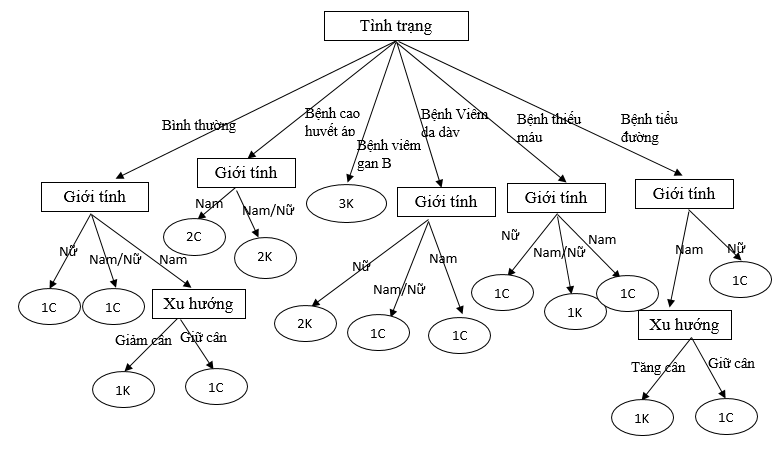 Tình trạng
Bình thường
Bệnh cao
huyết áp
Bệnh viêm
gan B
Bệnh Viêm
da dày
Bệnh thiếu
máu
Bệnh tiểu
đường
Giới tính
Giới tính
3K
Giới tính
Giới tính
Giới tính
Nam
Nam/Nữ
2C
2K
Nữ
Nam/Nữ
Nam
1C
1C
Xu hướng
Giảm cân
Giữ cân
1K
1C
Nữ
Nam/Nữ
Nam
2K
1C
1C
Nữ
Nam/Nữ
Nam
1C
1K
1C
Nam
Nữ
1C
Xu hướng
Tăng cân
Giữ cân
1K
1C